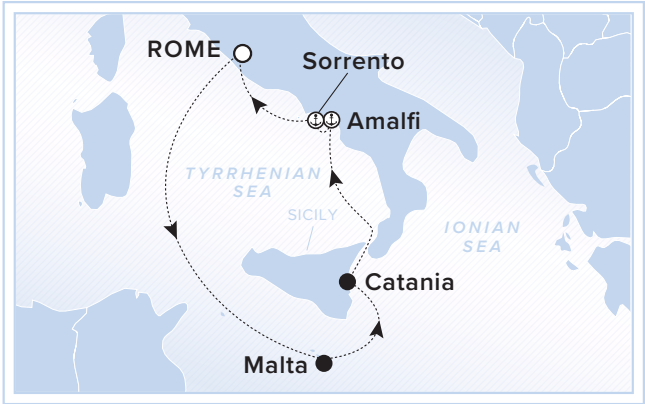 ROME
Sorrento
Amalfi
TYRRHENIAN
SEA
SICILY
IONIAN
SEA
Catania
Malta